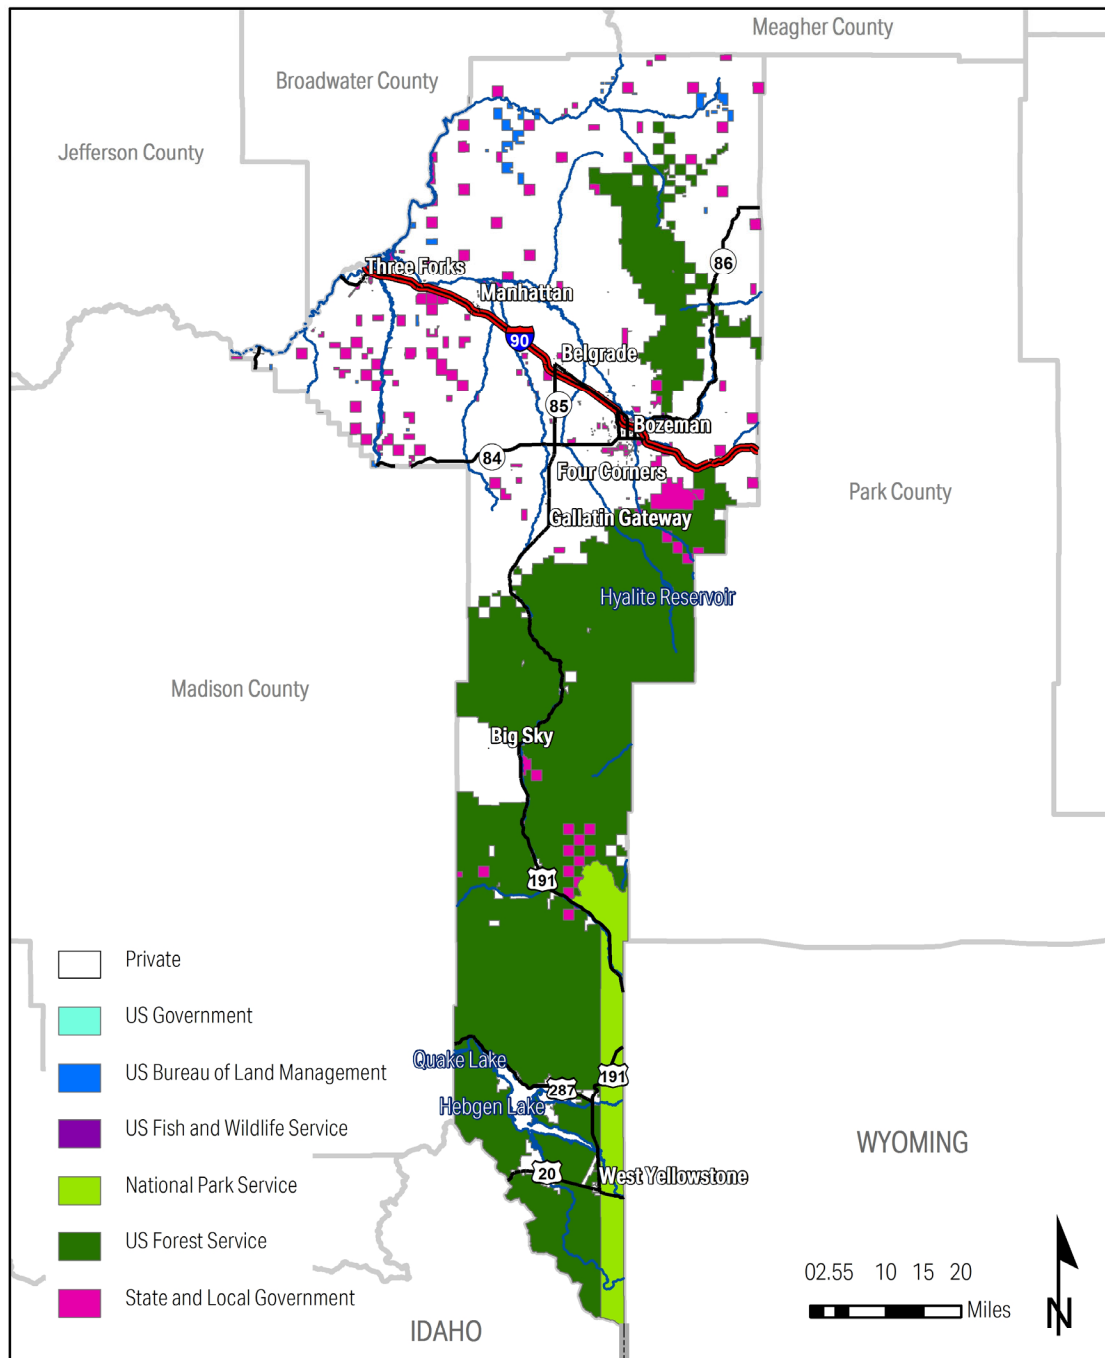 Meagher County
Broadwater County
Jefferson County
86
Three Forks
Manhattan
90
Belgrade
85
Bozeman
84
Four Corners
Park County
Gallatin Gateway
Hyalite Reservoir
Madison County
Big Sky
191
Private
US Government
US Bureau of Land Management
US Fish and Wildlife Service
National Park Service
US Forest Service
State and Local Government
Quake Lake
191
287
Hebgen Lake
WYOMING
20
West Yellowstone
02.55 10 15 20
Miles
N
IDAHO